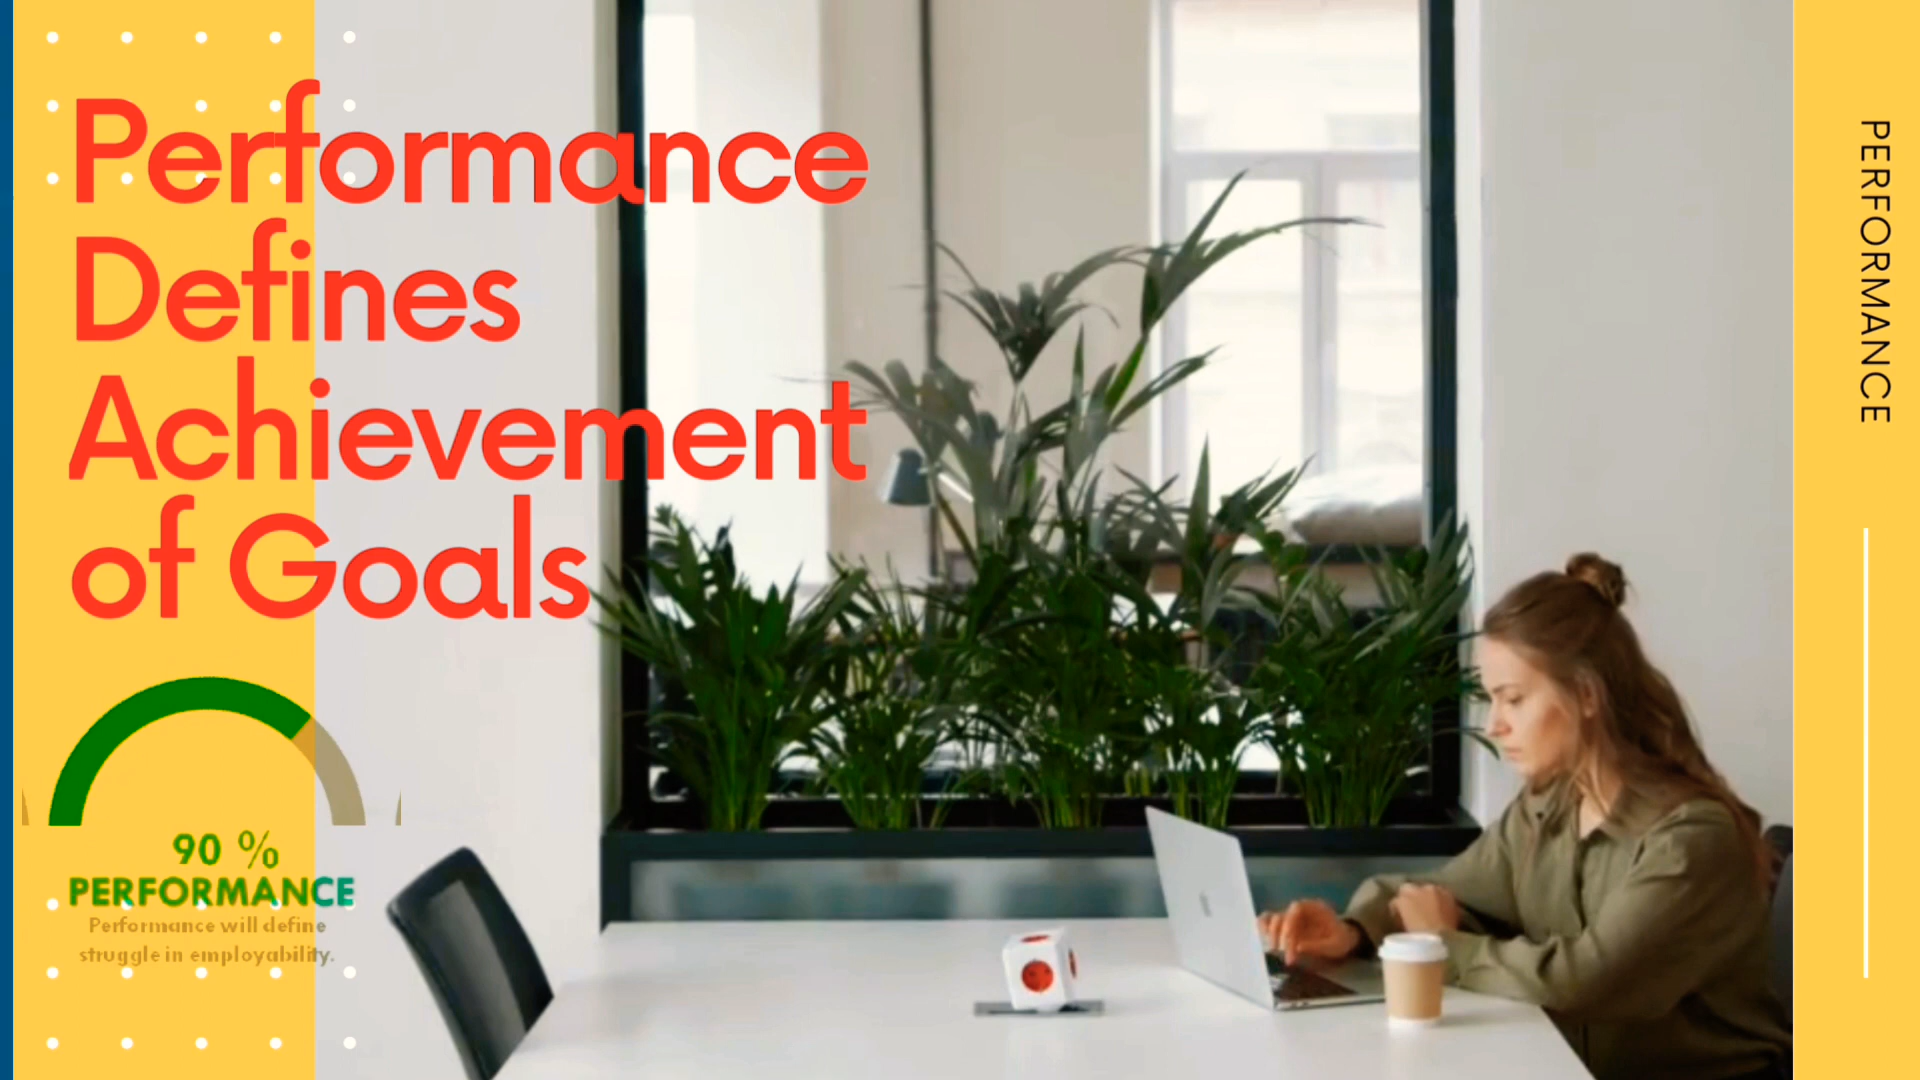 Performance
Defines
Achievement
of Goals
90 %
PERFORMANCE
Performance will define
struggle in employability.
PERFORMANCE